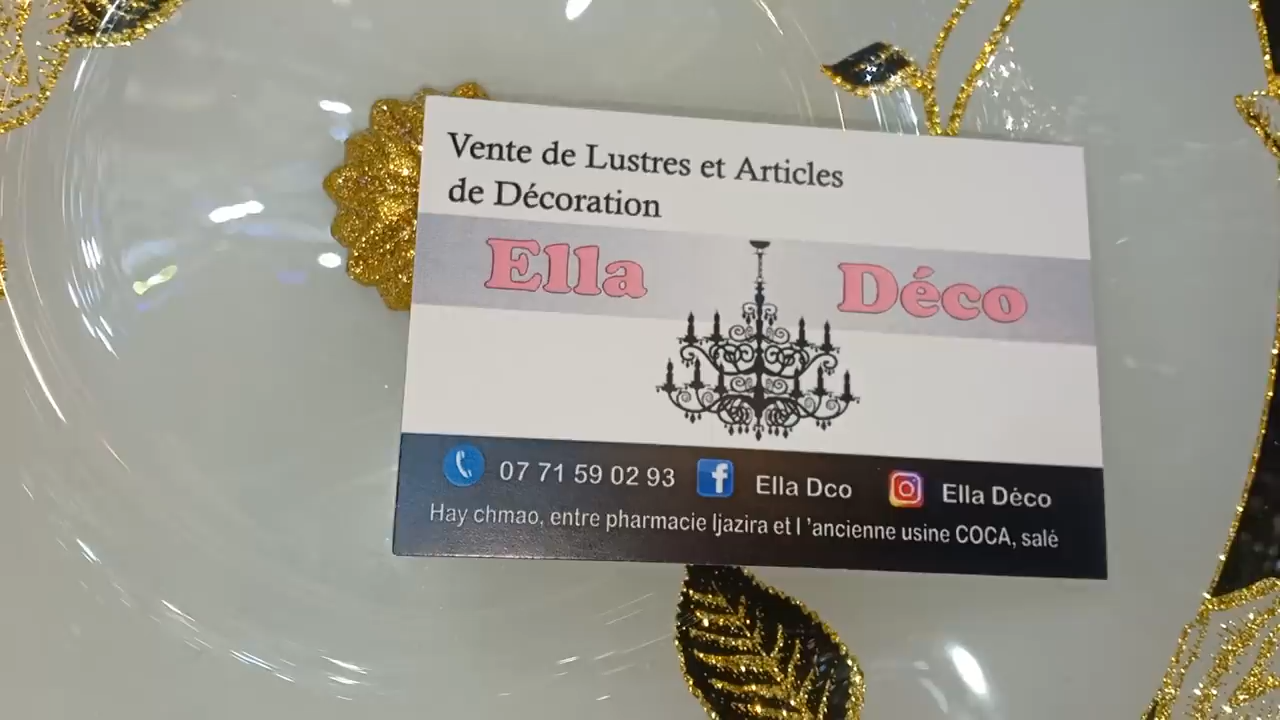 Vente de Lustres et Articles
de Décoration
Ella Déco
07 71 59 02 93 Ella Dco Ella Déco
Hay chmao, entre pharmacie ljazira et l 'ancienne usine COCA, salé